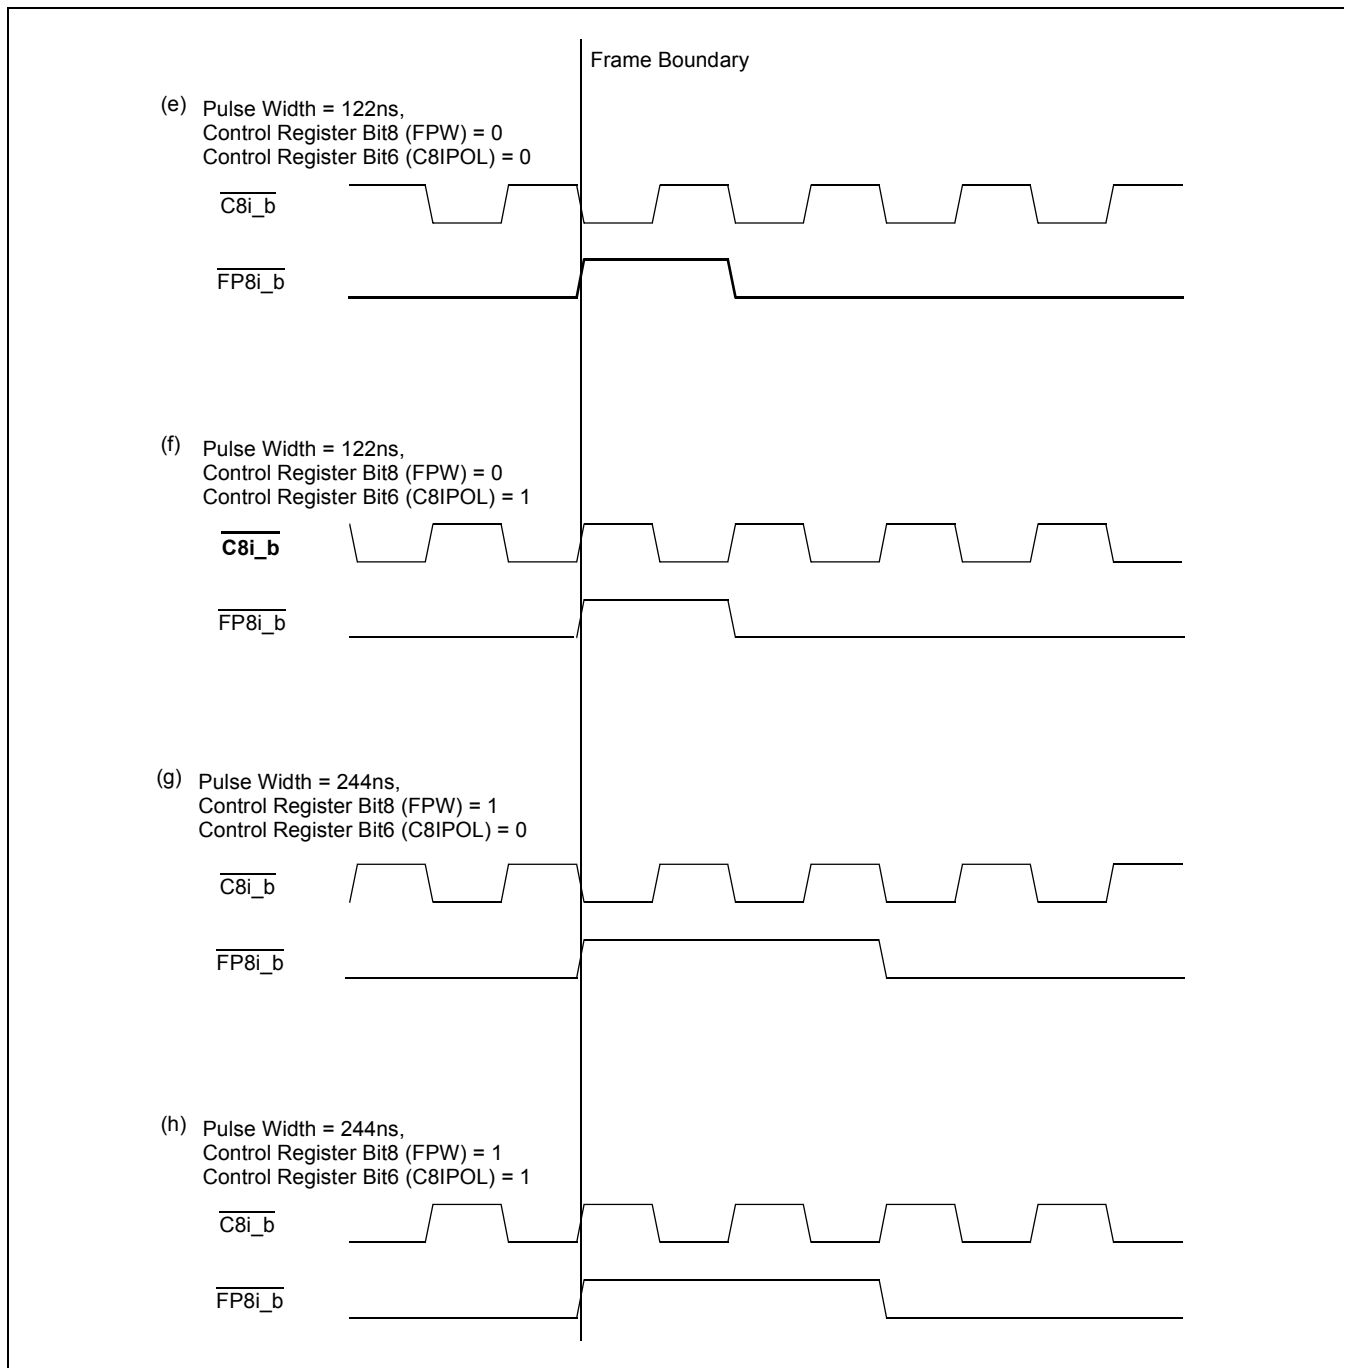 Frame Boundary
(e) Pulse Width = 122ns,
Control Register Bit8 (FPW) = 0
Control Register Bit6 (C8IPOL) = 0
C8i_b
FP8i_b
(f) Pulse Width = 122ns,
Control Register Bit8 (FPW) = 0
Control Register Bit6 (C8IPOL) = 1
C8i_b
FP8i_b
(g) Pulse Width = 244ns,
Control Register Bit8 (FPW) = 1
Control Register Bit6 (C8IPOL) = 0
C8i_b
FP8i_b
(h) Pulse Width = 244ns,
Control Register Bit8 (FPW) = 1
Control Register Bit6 (C8IPOL) = 1
C8i_b
FP8i_b